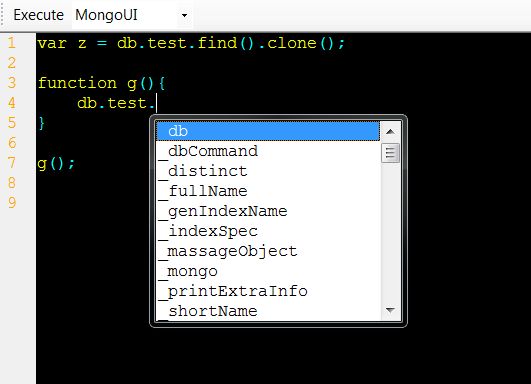 Execute MongoUI
1 var z = db.test.find().clone();
2
3 function g(){
4 db.test.
5 }
6
7 g();
8
9
_db
_dbCommand
_distinct
_fullName
_genIndexName
_indexSpec
_massageObject
_mongo
_printExtraInfo
_shortName